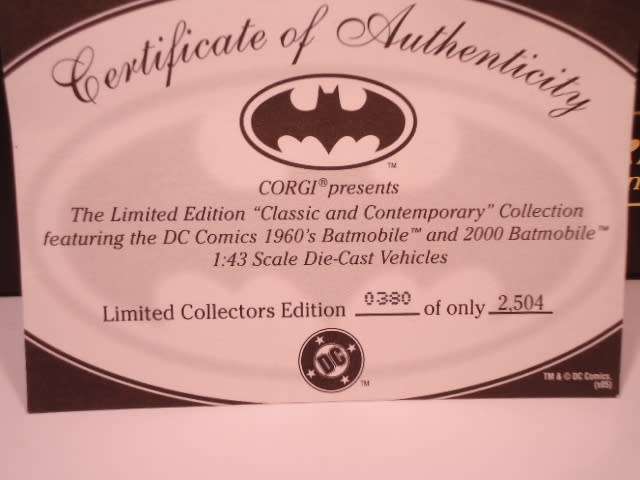 Certificate of Authenticity
TM
CORGI® presents
The Limited Edition “Classic and Contemporary” Collection
featuring the DC Comics 1960's Batmobile™ and 2000 Batmobile™
1:43 Scale Die-Cast Vehicles
Limited Collectors Edition 0380 of only 2,504
DC
TM
TM & © DC Comics.
(s05)